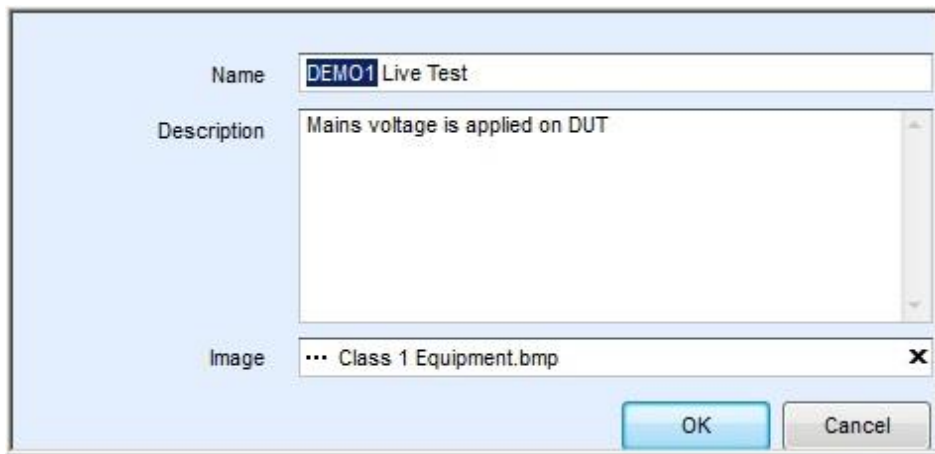 Name DEMO1 Live Test
Description Mains voltage is applied on DUT
Image ... Class 1 Equipment.bmp X
OK Cancel